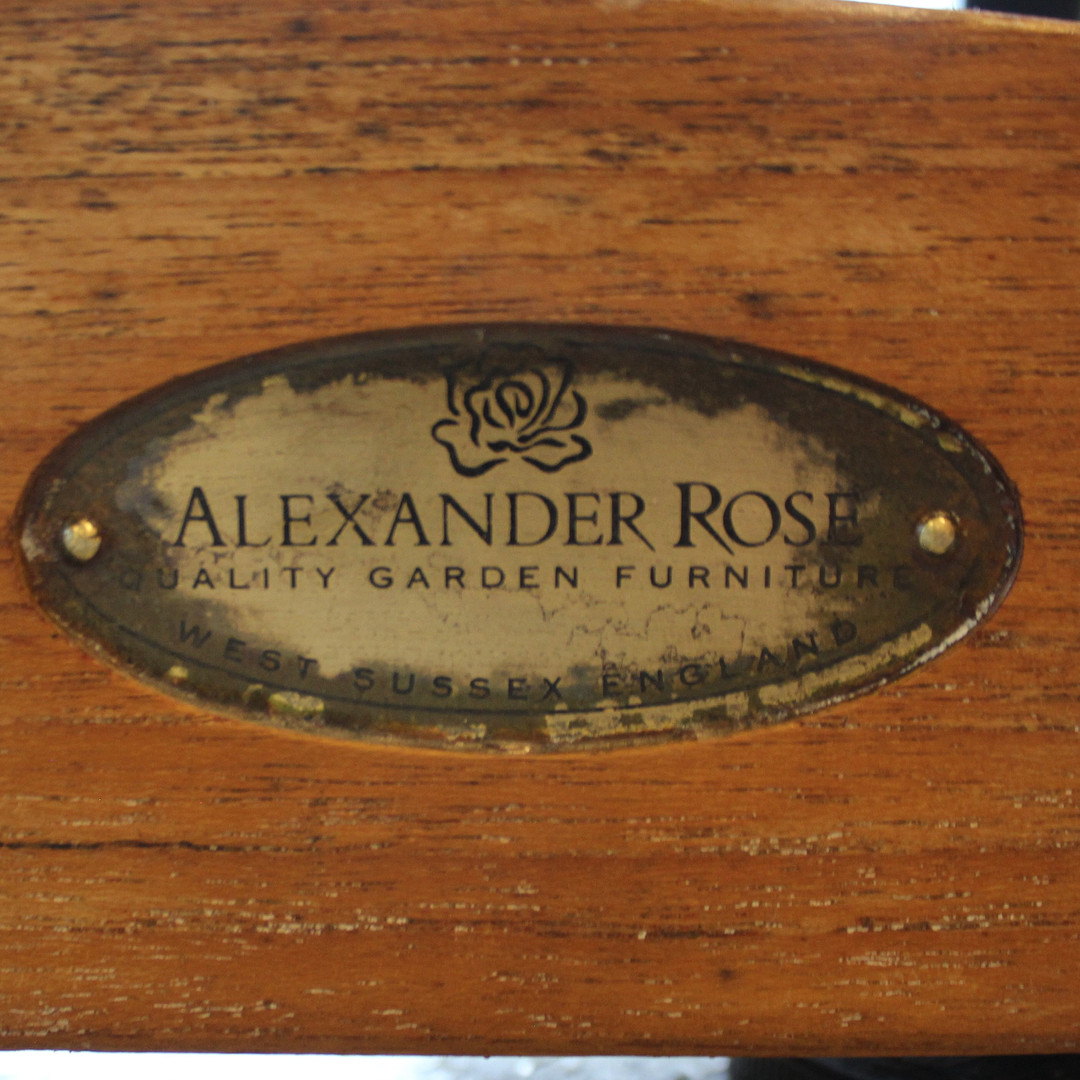 ALEXANDER ROSE
QUALITY GARDEN FURNITURE
WEST SUSSEX ENGLAND